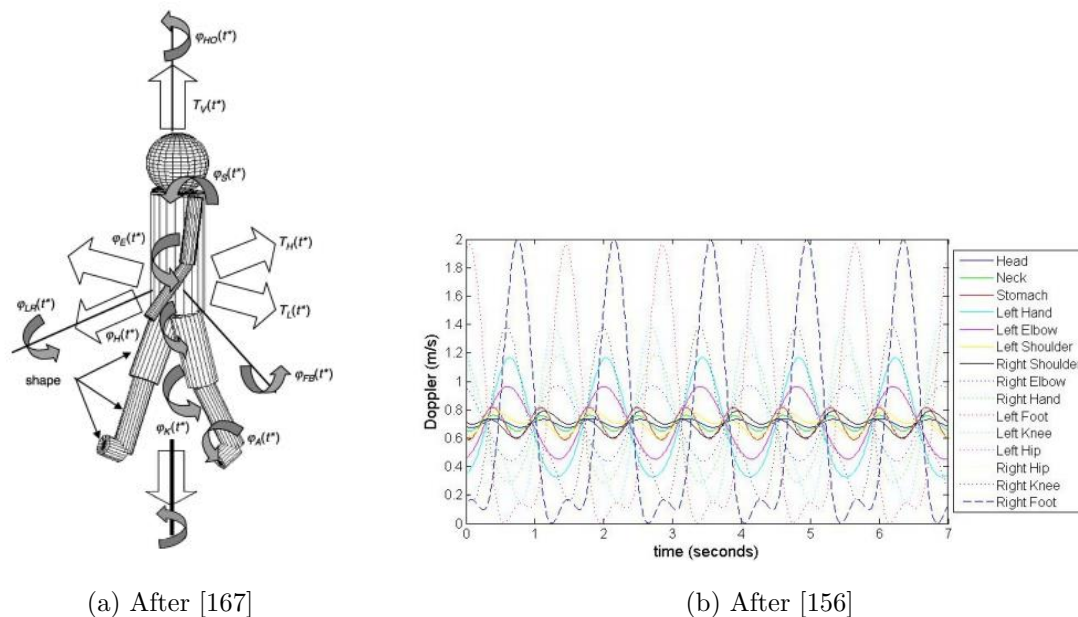 φHO(t*)
TV(t*)
φS(t*)
φE(t*)
TH(t*)
φLR(t*)
φH(t*)
TL(t*)
shape
φFB(t*)
φK(t*)
φA(t*)
2
1.8
1.6
1.4
1.2
1
0.8
0.6
0.4
0.2
0
Doppler (m/s)
0 1 2 3 4 5 6 7
time (seconds)
Head
Neck
Stomach
Left Hand
Left Elbow
Left Shoulder
Right Shoulder
Right Elbow
Right Hand
Left Foot
Left Knee
Left Hip
Right Hip
Right Knee
Right Foot
(a) After [167]
(b) After [156]